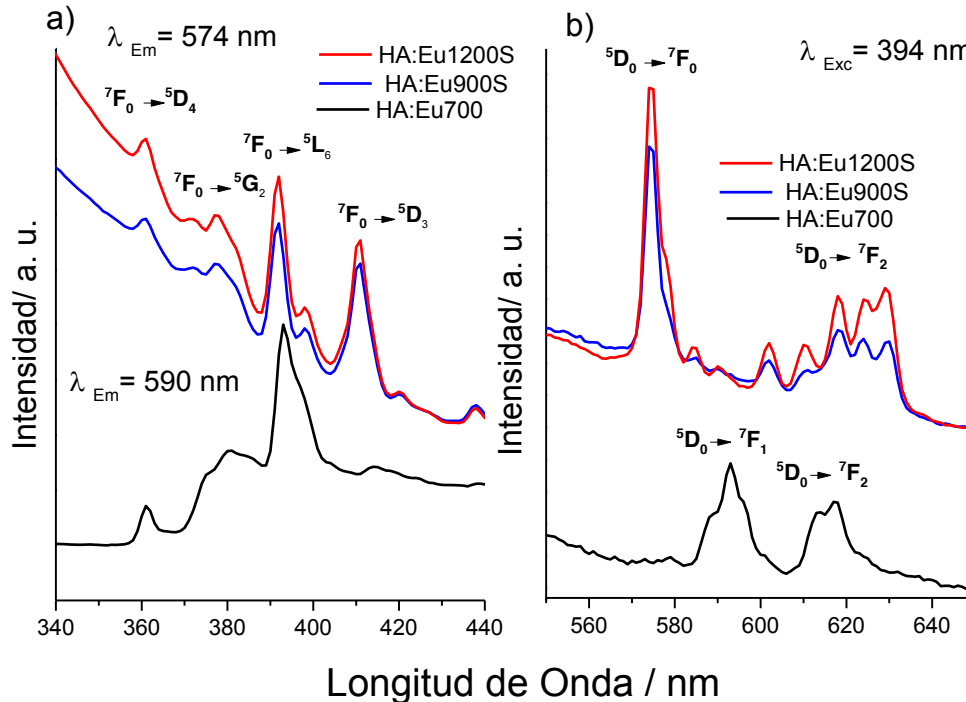 a)
λ Em = 574 nm
HA:Eu1200S
HA:Eu900S
HA:Eu700
⁷F₀ → ⁵D₄
⁷F₀ → ⁵L₆
⁷F₀ → ⁵G₂
⁷F₀ → ⁵D₃
λ Em = 590 nm
Intensidad/ a. u.
340 360 380 400 420 440
b)
λ Exc = 394 nm
⁵D₀ → ⁷F₀
HA:Eu1200S
HA:Eu900S
HA:Eu700
⁵D₀ → ⁷F₂
⁵D₀ → ⁷F₁
⁵D₀ → ⁷F₂
Intensidad/ a. u.
560 580 600 620 640
Longitud de Onda / nm